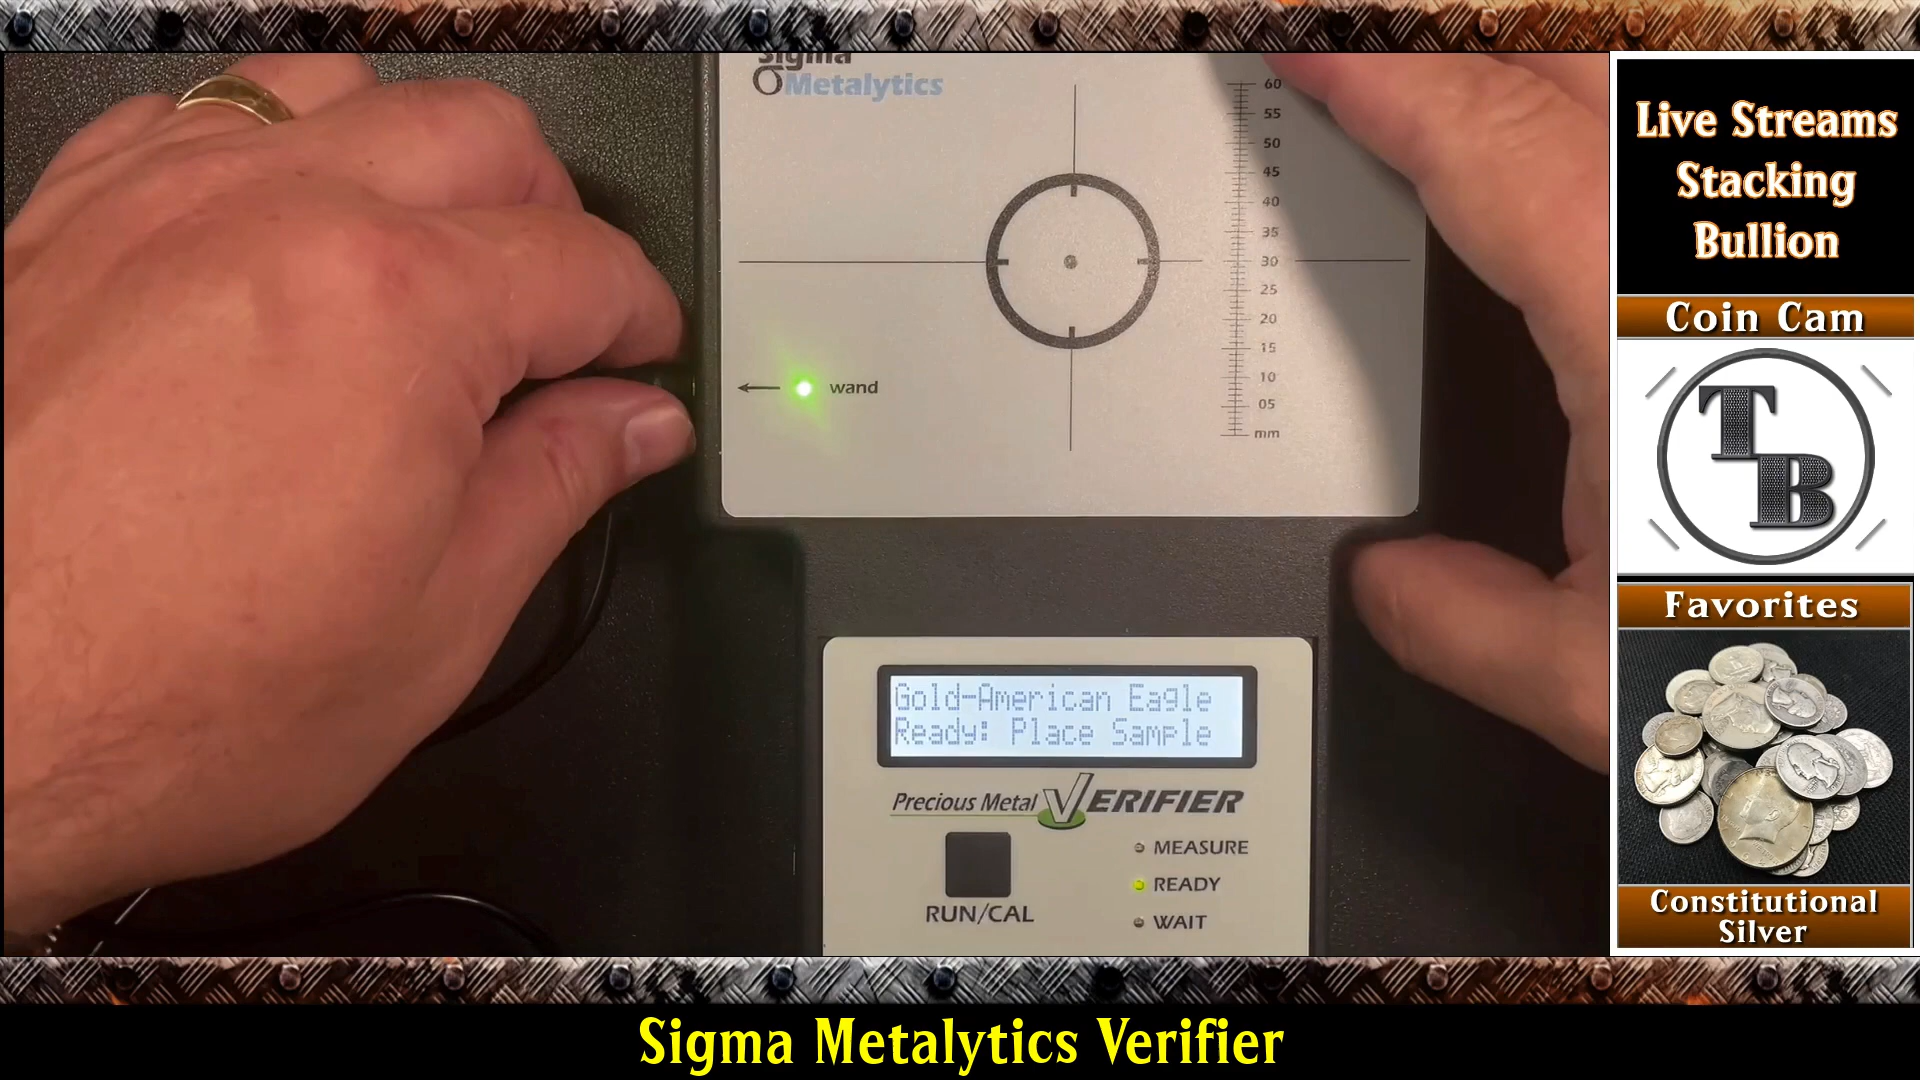 Sigma
Metalytics
60
55
50
45
40
35
30
25
20
15
10
05
mm
wand
Gold-American Eagle
Ready: Place Sample
Precious Metal VERIFIER
RUN/CAL
MEASURE
READY
WAIT
Live Streams
Stacking
Bullion
Coin Cam
TB
Favorites
Constitutional
Silver
Sigma Metalytics Verifier